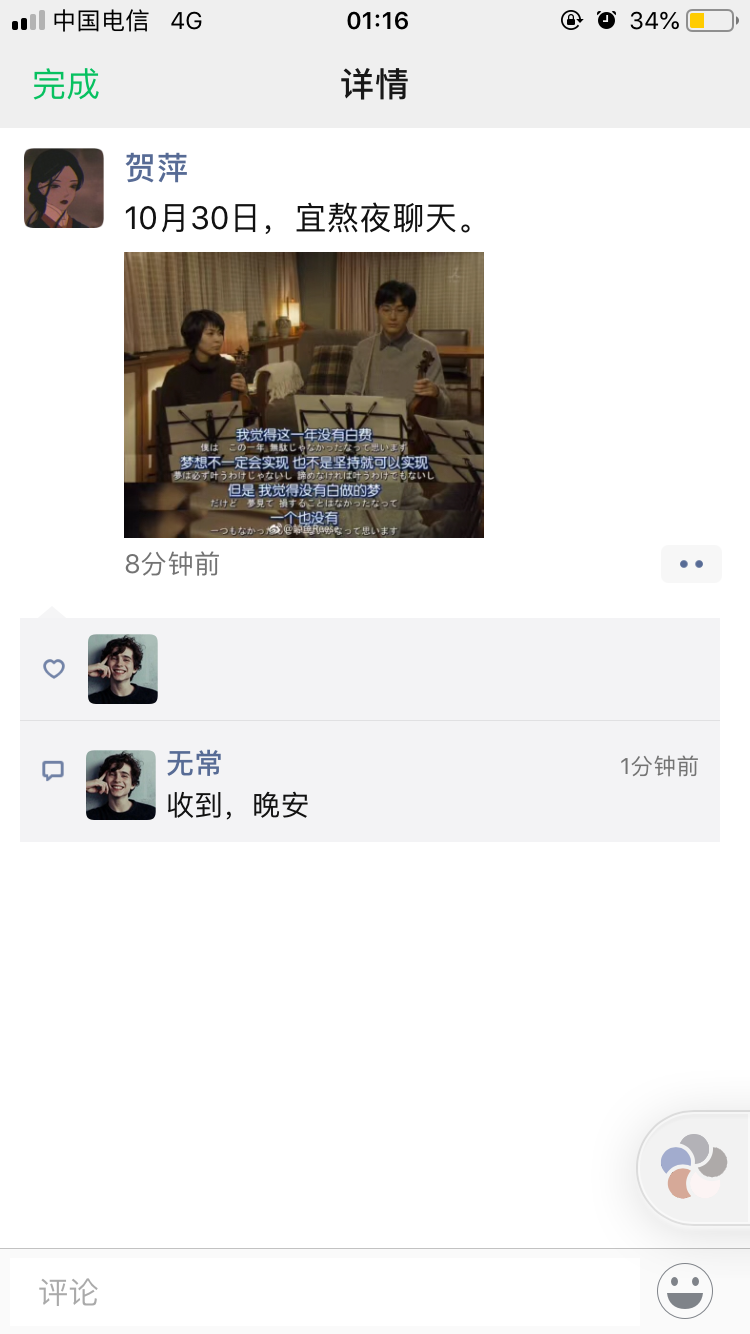 中国电信 4G 01:16 34%
完成 详情
贺萍
10月30日，宜熬夜聊天。
我觉得这一年没有白费
僕は この一年 無駄じゃなかったなって思います
梦想不一定会实现 也不是坚持就可以实现
夢は必ず叶うわけじゃないし 諦めなければ叶うわけでもないし
但是 我觉得没有白做的梦
だけど 夢見て 損することはなかったなって
一个也没有
一つもなかった
なって思います
8分钟前
无常 1分钟前
收到，晚安
评论